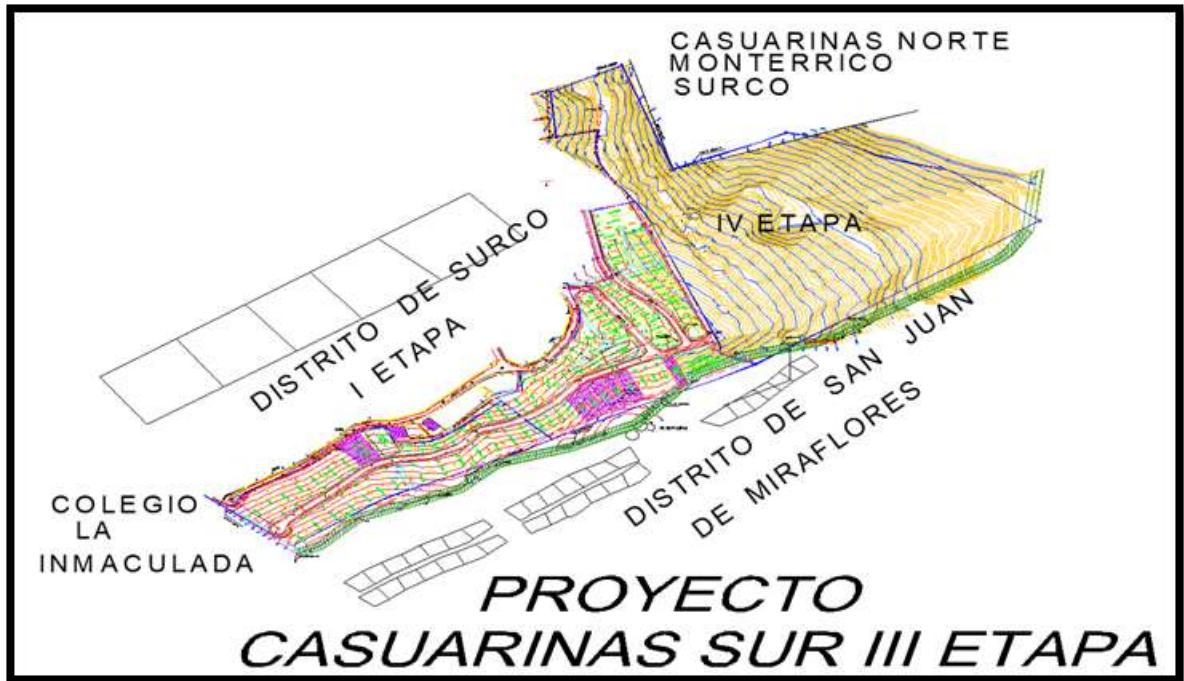 CASUARINAS NORTE
MONTERRICO
SURCO
IV ETAPA
DISTRITO DE SURCO
I ETAPA
DISTRITO DE SAN JUAN
DE MIRAFLORES
COLEGIO
LA
INMACULADA
PROYECTO
CASUARINAS SUR III ETAPA